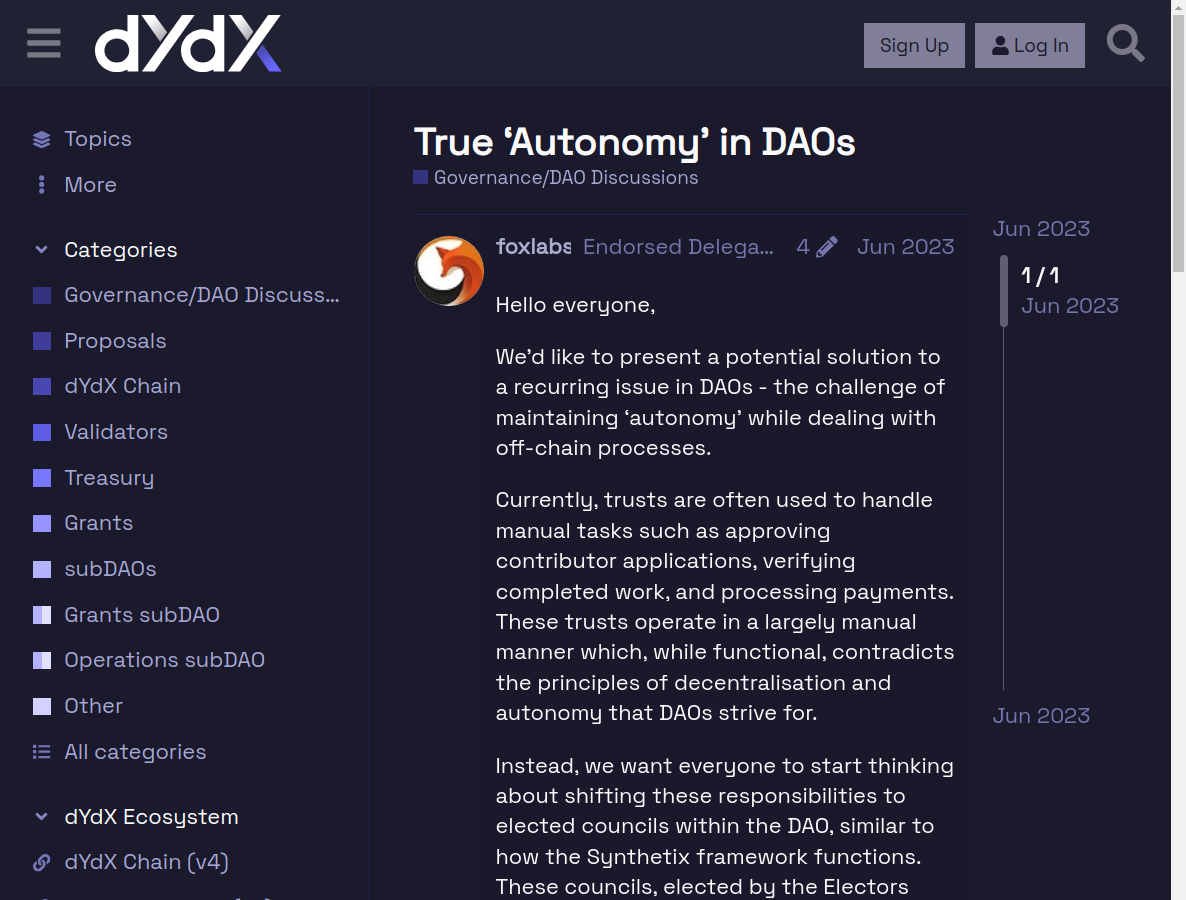 dYdX
Sign Up
Log In
Topics
More
Categories
Governance/DAO Discuss...
Proposals
dYdX Chain
Validators
Treasury
Grants
subDAOs
Grants subDAO
Operations subDAO
Other
All categories
dYdX Ecosystem
dYdX Chain (v4)
True ‘Autonomy’ in DAOs
Governance/DAO Discussions
foxlabs Endorsed Delega... 4 Jun 2023
Hello everyone,
We’d like to present a potential solution to
a recurring issue in DAOs - the challenge of
maintaining ‘autonomy’ while dealing with
off-chain processes.
Currently, trusts are often used to handle
manual tasks such as approving
contributor applications, verifying
completed work, and processing payments.
These trusts operate in a largely manual
manner which, while functional, contradicts
the principles of decentralisation and
autonomy that DAOs strive for.
Instead, we want everyone to start thinking
about shifting these responsibilities to
elected councils within the DAO, similar to
how the Synthetix framework functions.
These councils, elected by the Electors
Jun 2023
1 / 1
Jun 2023
Jun 2023